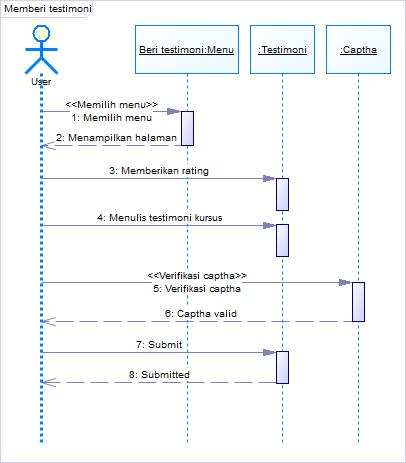 Memberi testimoni
Beri testimoni:Menu
:Testimoni
:Captha
User
<<Memilih menu>>
1: Memilih menu
2: Menampilkan halaman
3: Memberikan rating
4: Menulis testimoni kursus
<<Verifikasi captha>>
5: Verifikasi captha
6: Captha valid
7: Submit
8: Submitted